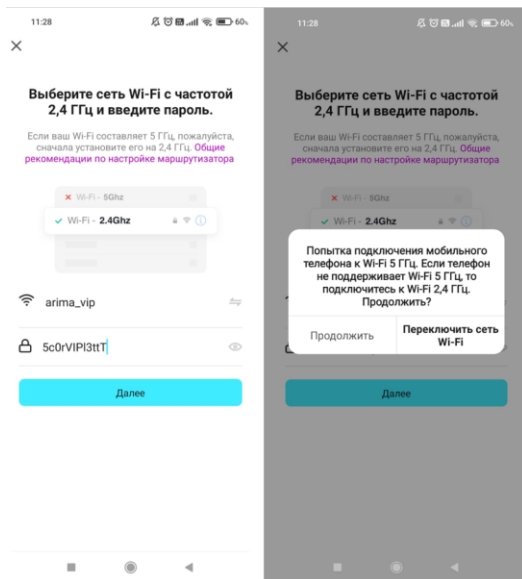 11:28
60
Выберите сеть Wi-Fi с частотой
2,4 ГГц и введите пароль.
Если ваш Wi-Fi составляет 5 ГГц, пожалуйста,
сначала установите его на 2,4 ГГц. Общие
рекомендации по настройке маршрутизатора
Wi-Fi - 5Ghz
Wi-Fi - 2.4Ghz
arima_vip
5c0rVIPl3ttT
Далее
11:28
60
Выберите сеть Wi-Fi с частотой
2,4 ГГц и введите пароль.
Если ваш Wi-Fi составляет 5 ГГц, пожалуйста,
сначала установите его на 2,4 ГГц. Общие
рекомендации по настройке маршрутизатора
Wi-Fi - 5Ghz
Wi-Fi - 2.4Ghz
Попытка подключения мобильного
телефона к Wi-Fi 5 ГГц. Если телефон
не поддерживает Wi-Fi 5 ГГц, то
подключитесь к Wi-Fi 2,4 ГГц.
Продолжить?
Продолжить
Переключить сеть
Wi-Fi
Далее